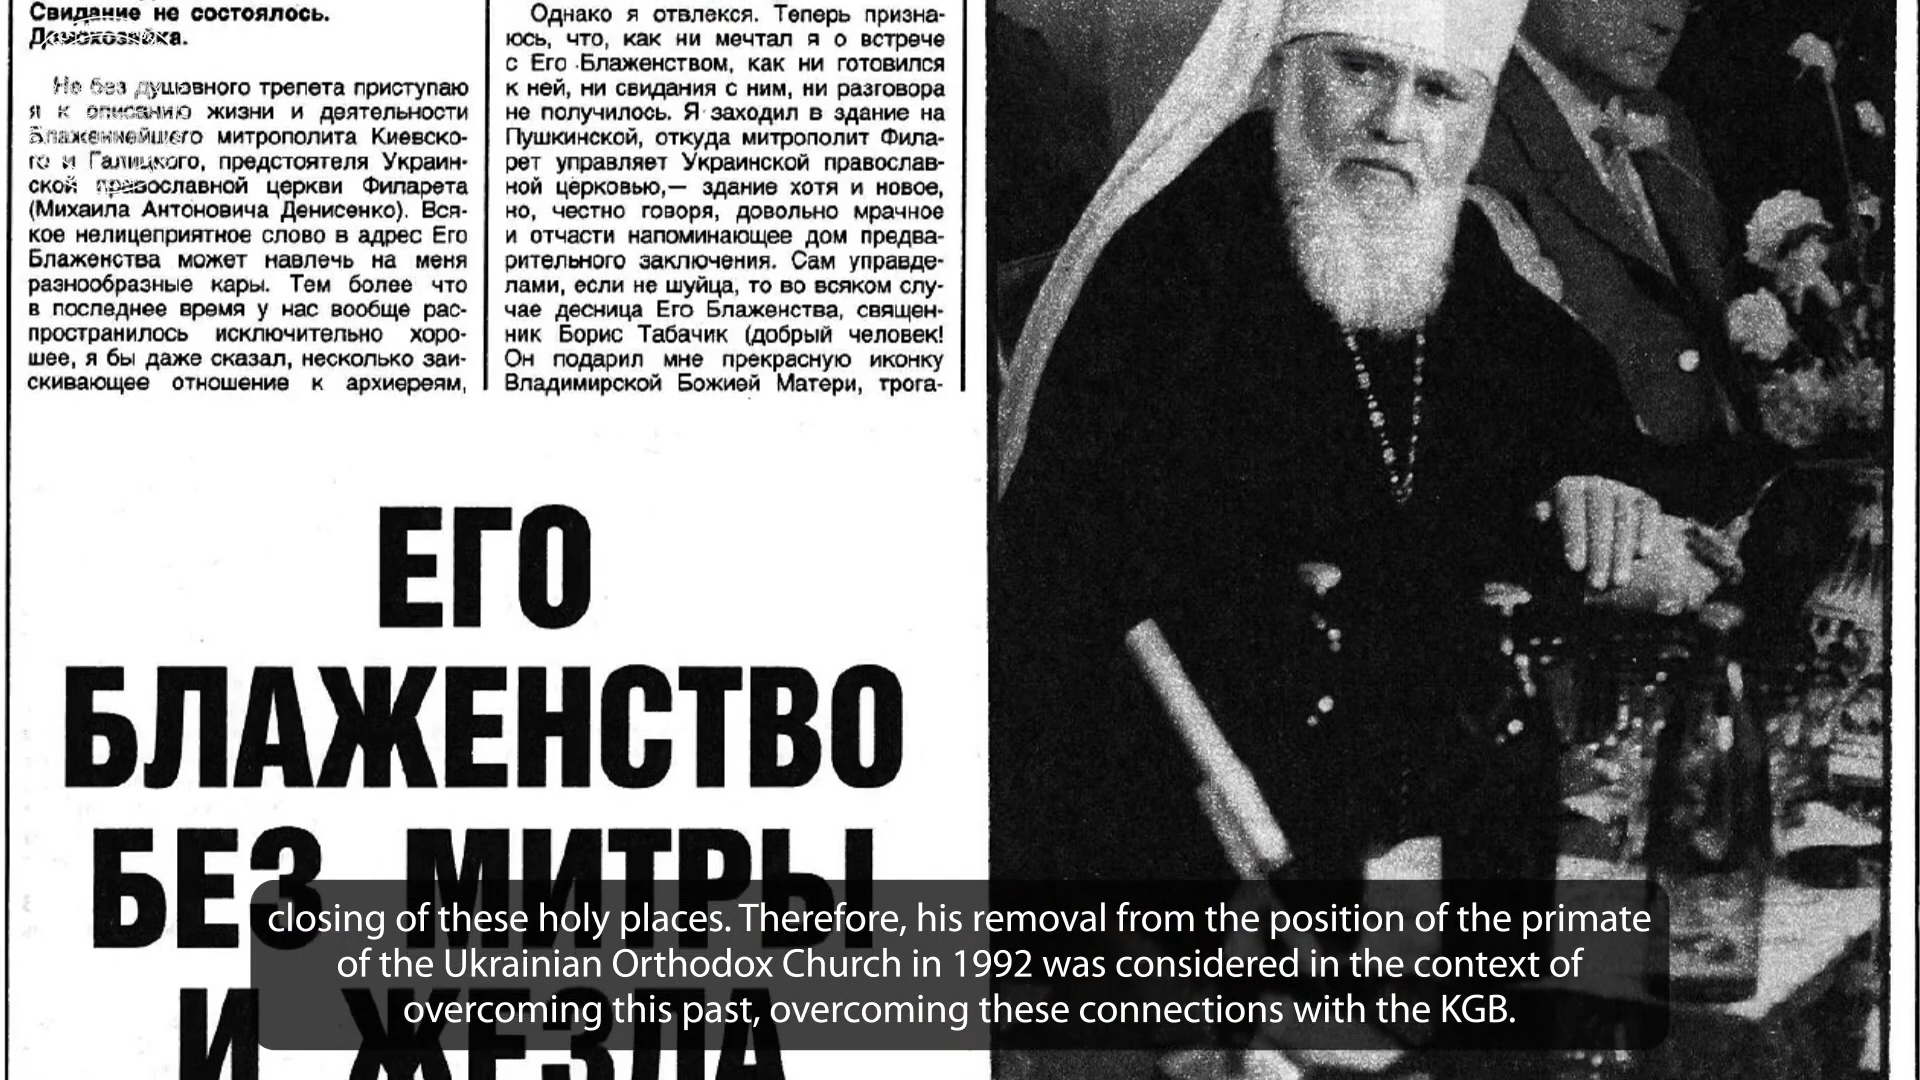 Свидание не состоялось.
Домохозяйка.
Не без душевного трепета приступаю
я к описанию жизни и деятельности
Блаженнейшего митрополита Киевско-
го и Галицкого, предстоятеля Украин-
ской православной церкви Филарета
(Михаила Антоновича Денисенко). Вся-
кое нелицеприятное слово в адрес Его
Блаженства может навлечь на меня
разнообразные кары. Тем более что
в последнее время у нас вообще рас-
пространилось исключительно хоро-
шее, я бы даже сказал, несколько заи-
скивающее отношение к архиереям,
Однако я отвлекся. Теперь призна-
юсь, что, как ни мечтал я о встрече
с Его Блаженством, как ни готовился
к ней, ни свидания с ним, ни разговора
не получилось. Я заходил в здание на
Пушкинской, откуда митрополит Фила-
рет управляет Украинской православ-
ной церковью,— здание хотя и новое,
но, честно говоря, довольно мрачное
и отчасти напоминающее дом предва-
рительного заключения. Сам управде-
лами, если не шуйца, то во всяком слу-
чае десница Его Блаженства, священ-
ник Борис Табачик (добрый человек!
Он подарил мне прекрасную иконку
Владимирской Божией Матери, трога-
ЕГО
БЛАЖЕНСТВО
БЕЗ МИТРЫ
И ЖЕЗЛА
closing of these holy places. Therefore, his removal from the position of the primate
of the Ukrainian Orthodox Church in 1992 was considered in the context of
overcoming this past, overcoming these connections with the KGB.